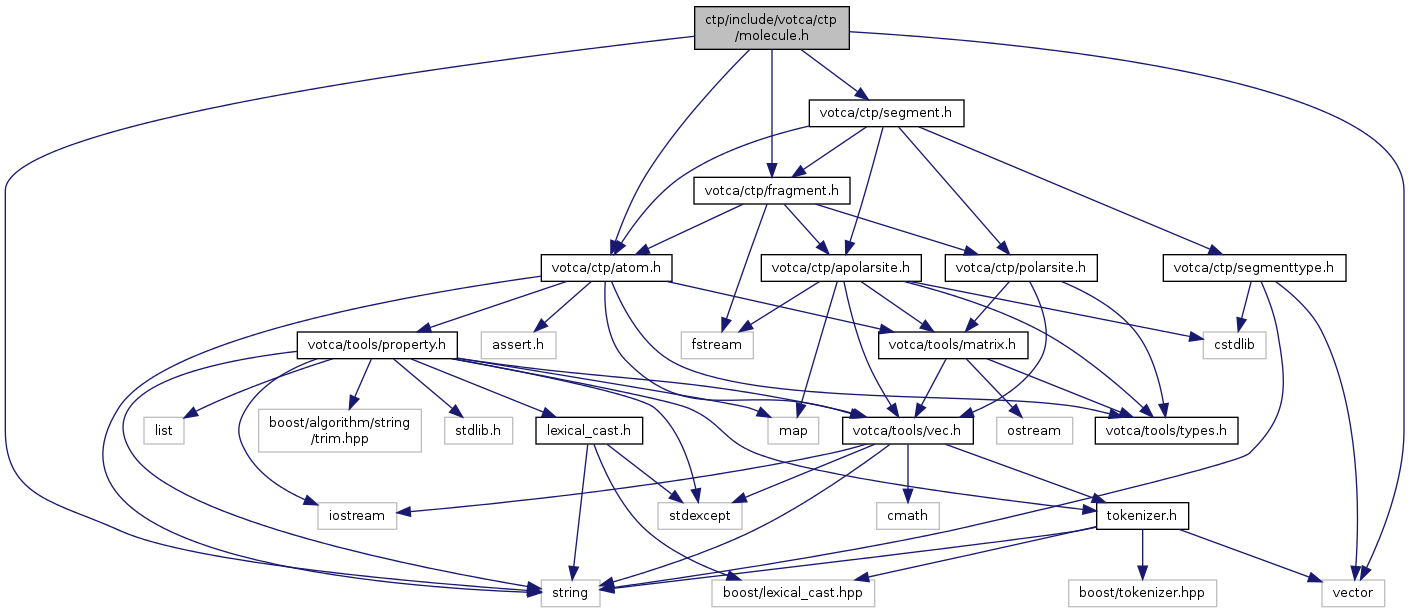 ctp/include/votca/ctp
/molecule.h
votca/ctp/segment.h
votca/ctp/fragment.h
votca/ctp/atom.h
votca/ctp/apolarsite.h
votca/ctp/polarsite.h
votca/ctp/segmenttype.h
votca/tools/property.h
assert.h
fstream
votca/tools/matrix.h
cstdlib
list
boost/algorithm/string
/trim.hpp
stdlib.h
lexical_cast.h
map
votca/tools/vec.h
ostream
votca/tools/types.h
iostream
stdexcept
cmath
tokenizer.h
string
boost/lexical_cast.hpp
boost/tokenizer.hpp
vector